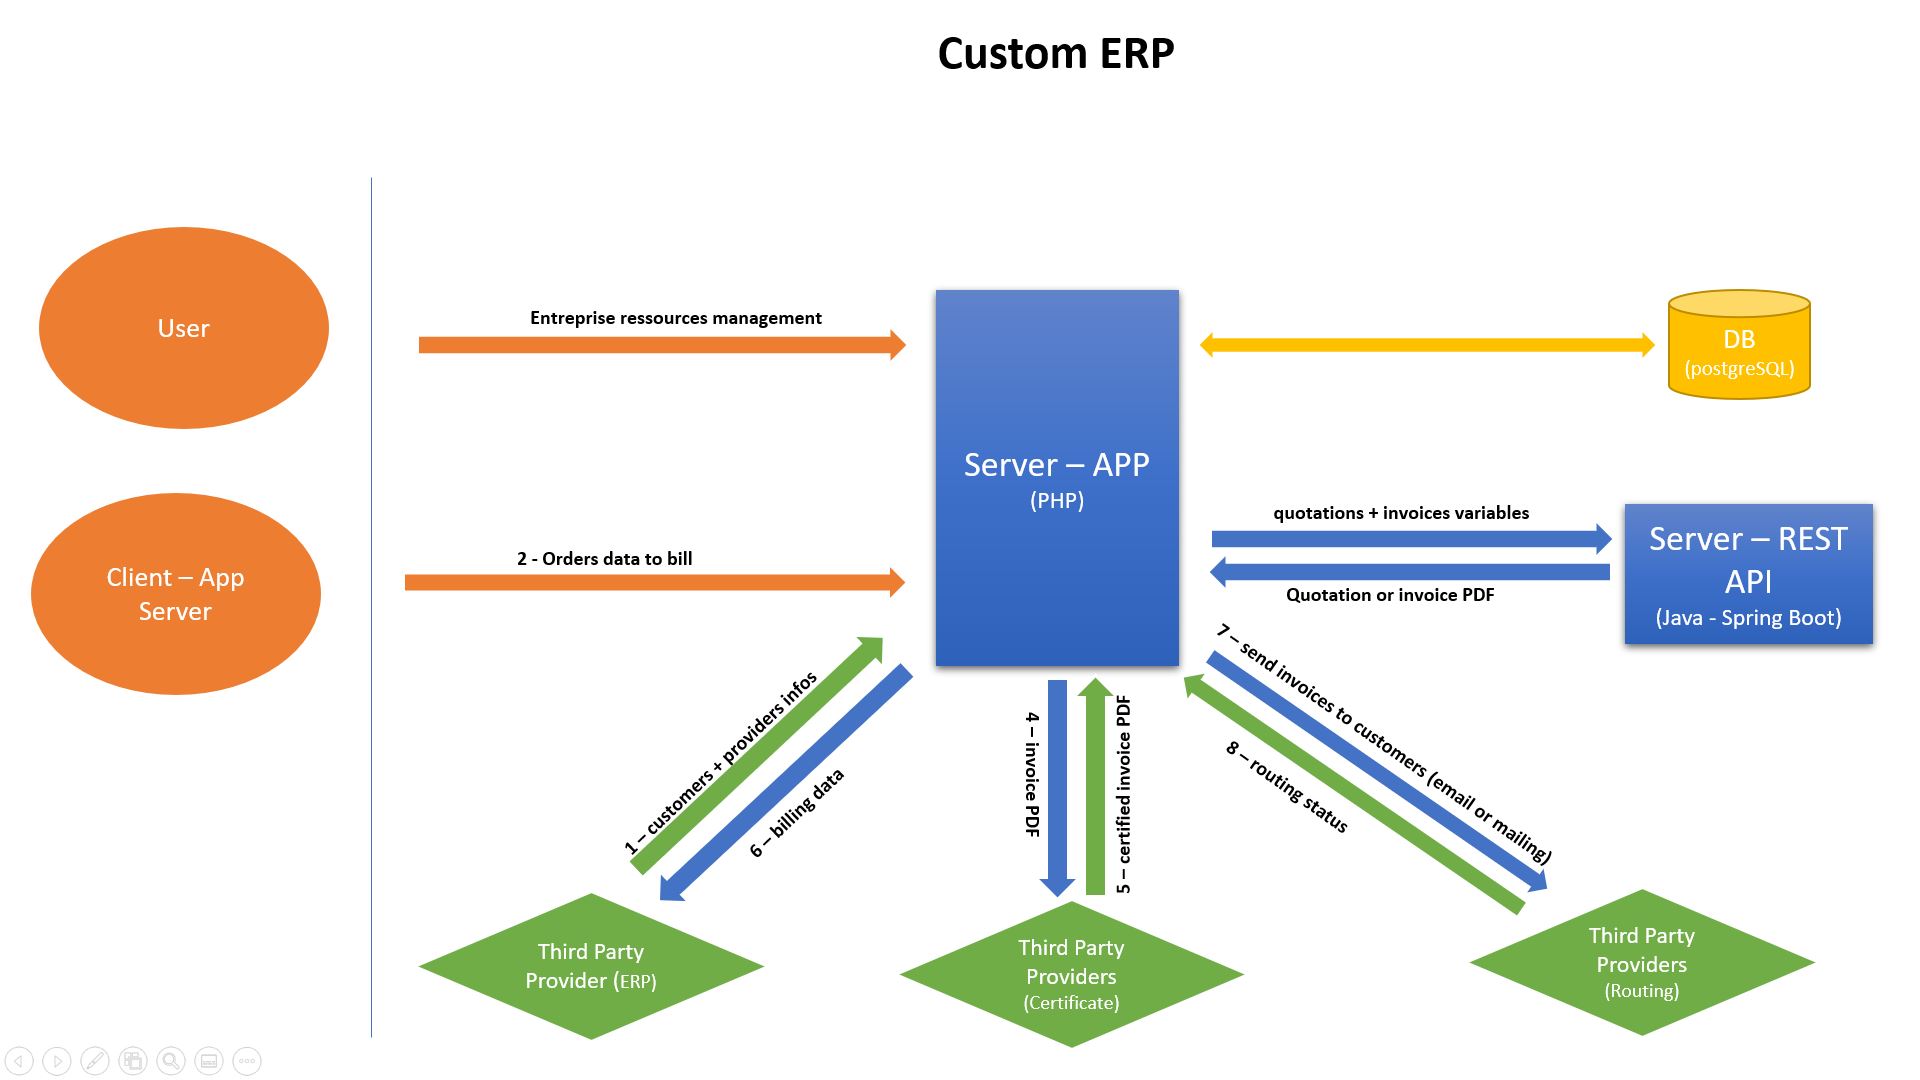 Custom ERP
User
Entreprise ressources management
Server – APP
(PHP)
DB
(postgreSQL)
Client – App
Server
2 - Orders data to bill
quotations + invoices variables
Quotation or invoice PDF
Server – REST
API
(Java - Spring Boot)
1 – customers + providers infos
6 – billing data
4 – invoice PDF
5 – certified invoice PDF
7 – send invoices to customers (email or mailing)
8 – routing status
Third Party
Provider (ERP)
Third Party
Providers
(Certificate)
Third Party
Providers
(Routing)